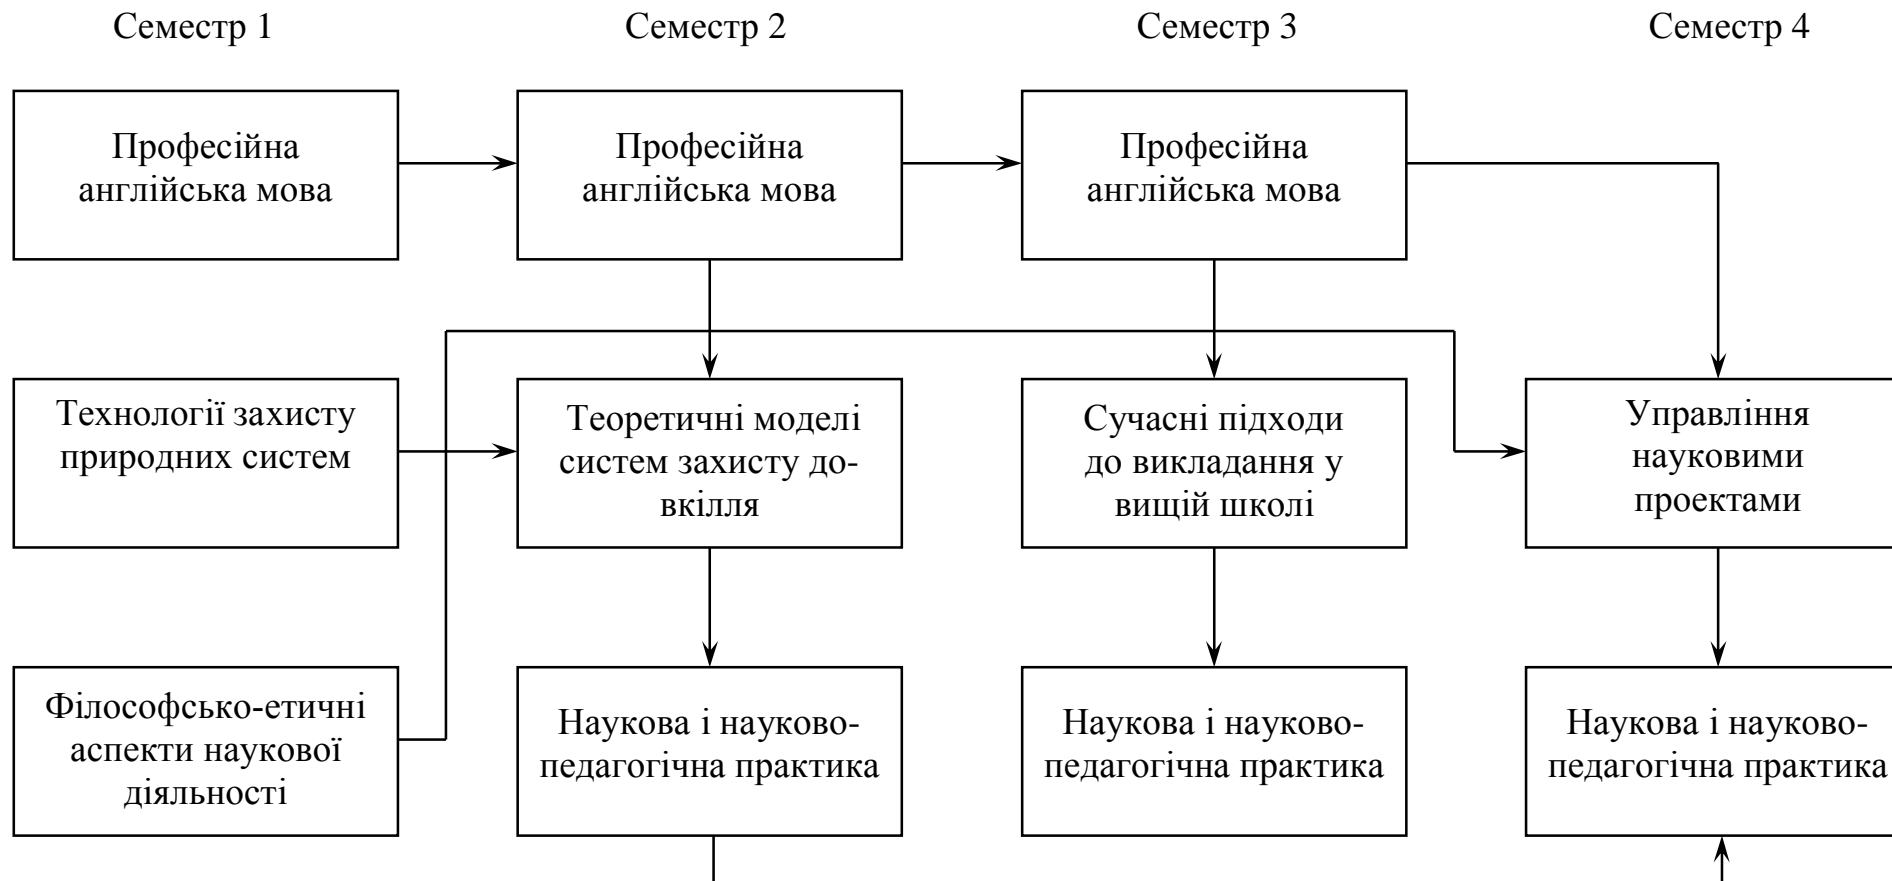 Семестр 1
Семестр 2
Семестр 3
Семестр 4
Професійна
англійська мова
Професійна
англійська мова
Професійна
англійська мова
Технології захисту
природних систем
Теоретичні моделі
систем захисту до-
вкілля
Сучасні підходи
до викладання у
вищій школі
Управління
науковими
проектами
Філософсько-етичні
аспекти наукової
діяльності
Наукова і науково-
педагогічна практика
Наукова і науково-
педагогічна практика
Наукова і науково-
педагогічна практика